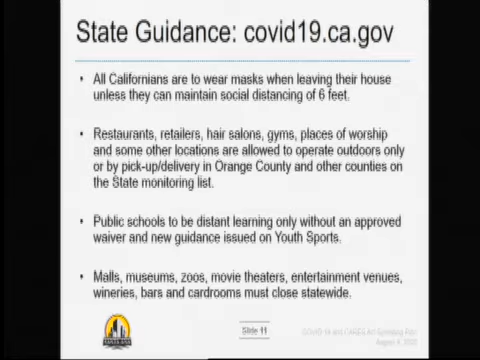 State Guidance: covid19.ca.gov
• All Californians are to wear masks when leaving their house
unless they can maintain social distancing of 6 feet.
• Restaurants, retailers, hair salons, gyms, places of worship
and some other locations are allowed to operate outdoors only
or by pick-up/delivery in Orange County and other counties on
the State monitoring list.
• Public schools to be distant learning only without an approved
waiver and new guidance issued on Youth Sports.
• Malls, museums, zoos, movie theaters, entertainment venues,
wineries, bars and cardrooms must close statewide.
SANTA ANA
Slide 11
COVID-19 and CARES Act Spending Plan
August 4, 2020